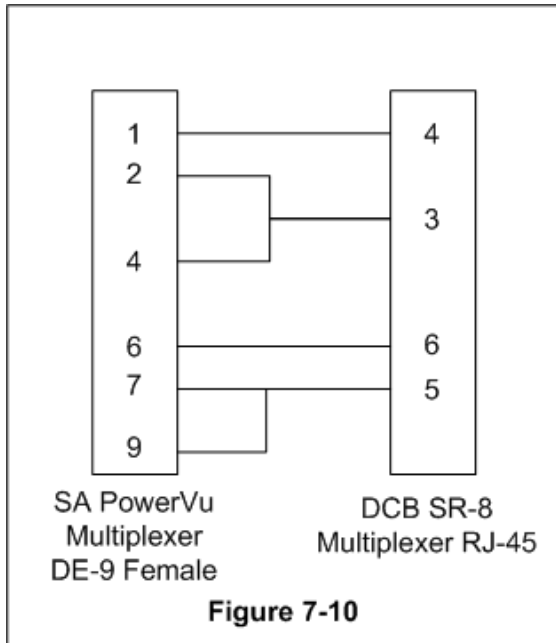 1 4
2
3
4
6 6
7 5
9
SA PowerVu
Multiplexer
DE-9 Female
DCB SR-8
Multiplexer RJ-45
Figure 7-10